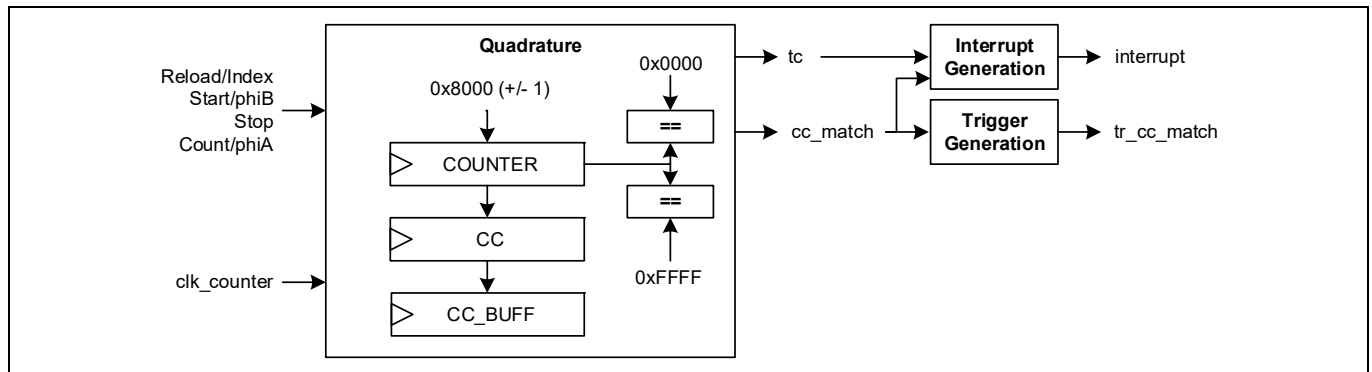 Quadrature
Reload/Index
Start/phiB
Stop
Count/phiA
clk_counter
0x8000 (+/- 1)
COUNTER
CC
CC_BUFF
0x0000
==
==
0xFFFF
tc
cc_match
Interrupt
Generation
Trigger
Generation
interrupt
tr_cc_match